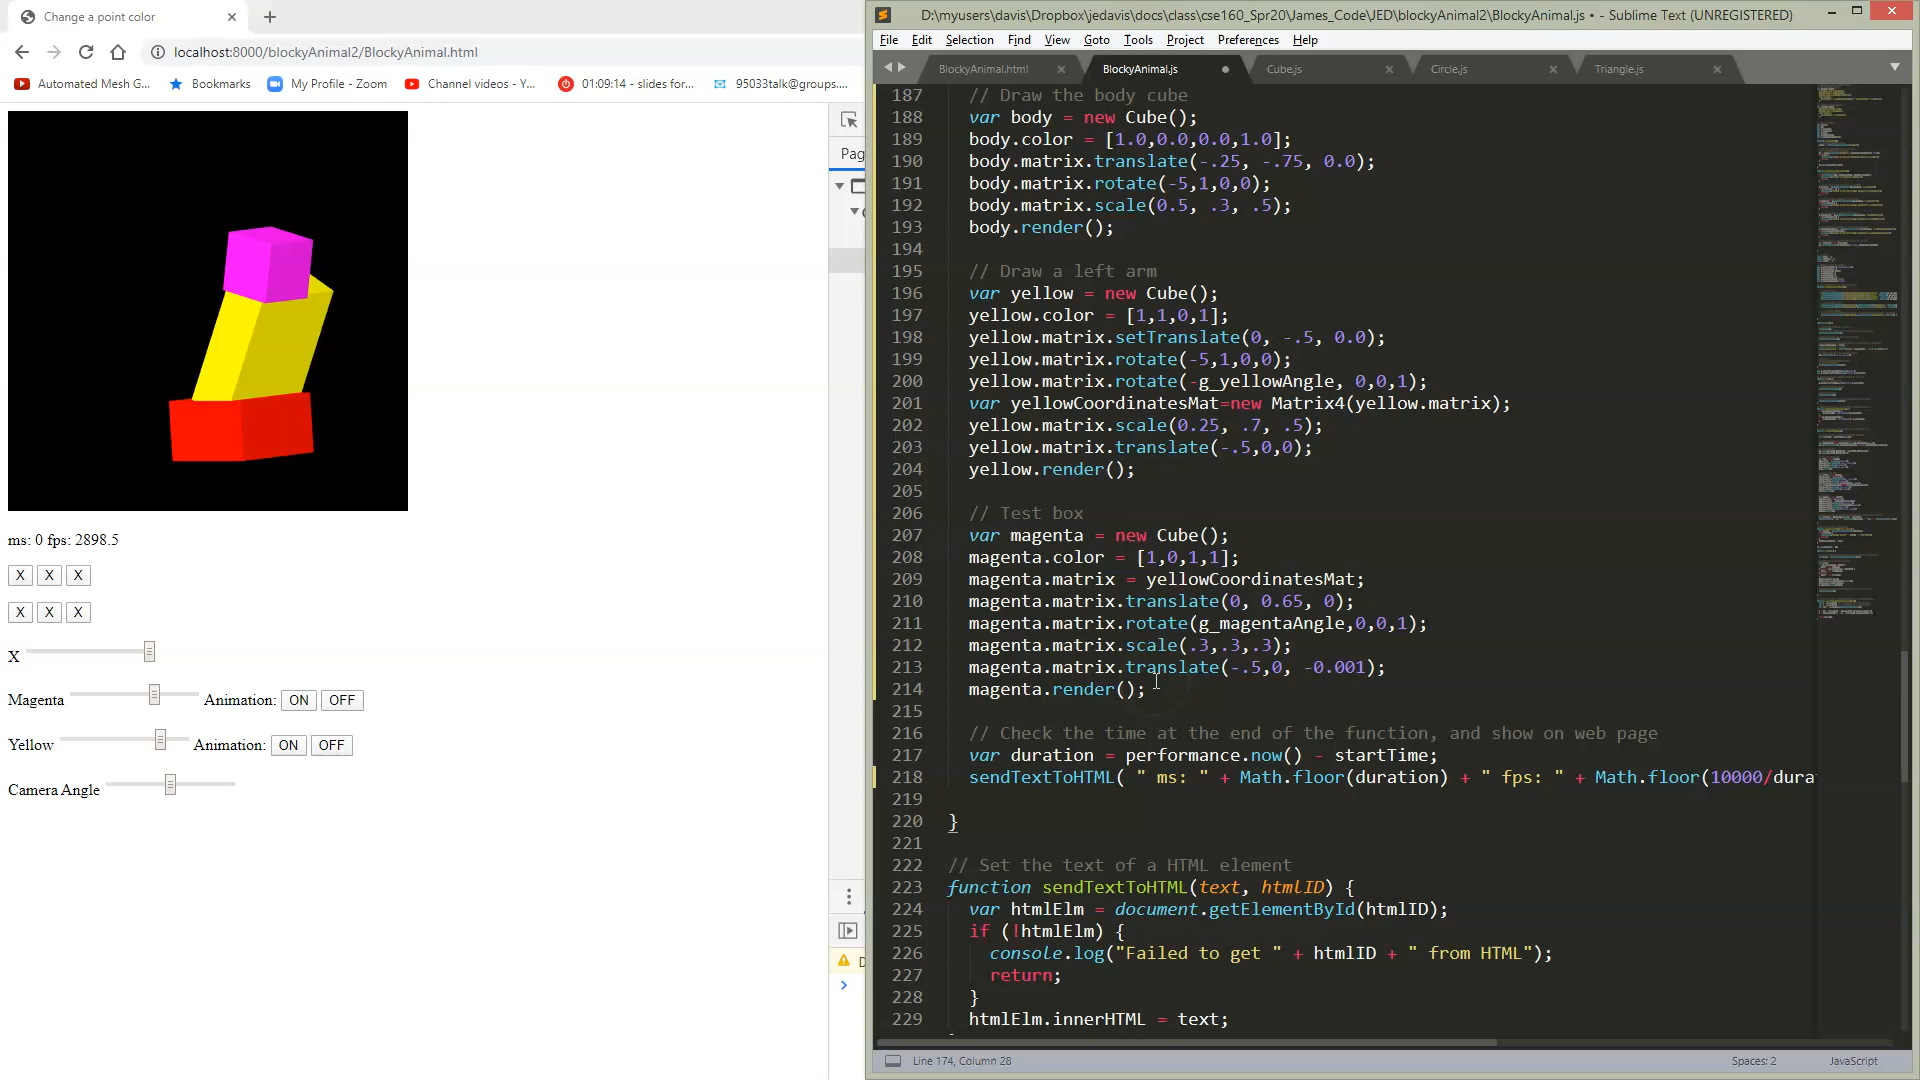 Change a point color
localhost:8000/blockyAnimal2/BlockyAnimal.html
Automated Mesh G... Bookmarks My Profile - Zoom Channel videos - Y... 01:09:14 - slides for... 95033talk@groups....
Pag
ms: 0 fps: 2898.5
X X X
X X X
X
Magenta Animation: ON OFF
Yellow Animation: ON OFF
Camera Angle
D:\myusers\davis\Dropbox\jedavis\docs\class\cse160_Spr20\James_Code\JED\blockyAnimal2\BlockyAnimal.js • - Sublime Text (UNREGISTERED)
File Edit Selection Find View Goto Tools Project Preferences Help
BlockyAnimal.html BlockyAnimal.js Cube.js Circle.js Triangle.js
187 // Draw the body cube
188 var body = new Cube();
189 body.color = [1.0,0.0,0.0,1.0];
190 body.matrix.translate(-.25, -.75, 0.0);
191 body.matrix.rotate(-5,1,0,0);
192 body.matrix.scale(0.5, .3, .5);
193 body.render();
194
195 // Draw a left arm
196 var yellow = new Cube();
197 yellow.color = [1,1,0,1];
198 yellow.matrix.setTranslate(0, -.5, 0.0);
199 yellow.matrix.rotate(-5,1,0,0);
200 yellow.matrix.rotate(-g_yellowAngle, 0,0,1);
201 var yellowCoordinatesMat=new Matrix4(yellow.matrix);
202 yellow.matrix.scale(0.25, .7, .5);
203 yellow.matrix.translate(-.5,0,0);
204 yellow.render();
205
206 // Test box
207 var magenta = new Cube();
208 magenta.color = [1,0,1,1];
209 magenta.matrix = yellowCoordinatesMat;
210 magenta.matrix.translate(0, 0.65, 0);
211 magenta.matrix.rotate(g_magentaAngle,0,0,1);
212 magenta.matrix.scale(.3,.3,.3);
213 magenta.matrix.translate(-.5,0, -0.001);
214 magenta.render();
215
216 // Check the time at the end of the function, and show on web page
217 var duration = performance.now() - startTime;
218 sendTextToHTML( " ms: " + Math.floor(duration) + " fps: " + Math.floor(10000/dura
219
220 }
221
222 // Set the text of a HTML element
223 function sendTextToHTML(text, htmlID) {
224 var htmlElm = document.getElementById(htmlID);
225 if (!htmlElm) {
226 console.log("Failed to get " + htmlID + " from HTML");
227 return;
228 }
229 htmlElm.innerHTML = text;
Line 174, Column 28 Spaces: 2 JavaScript